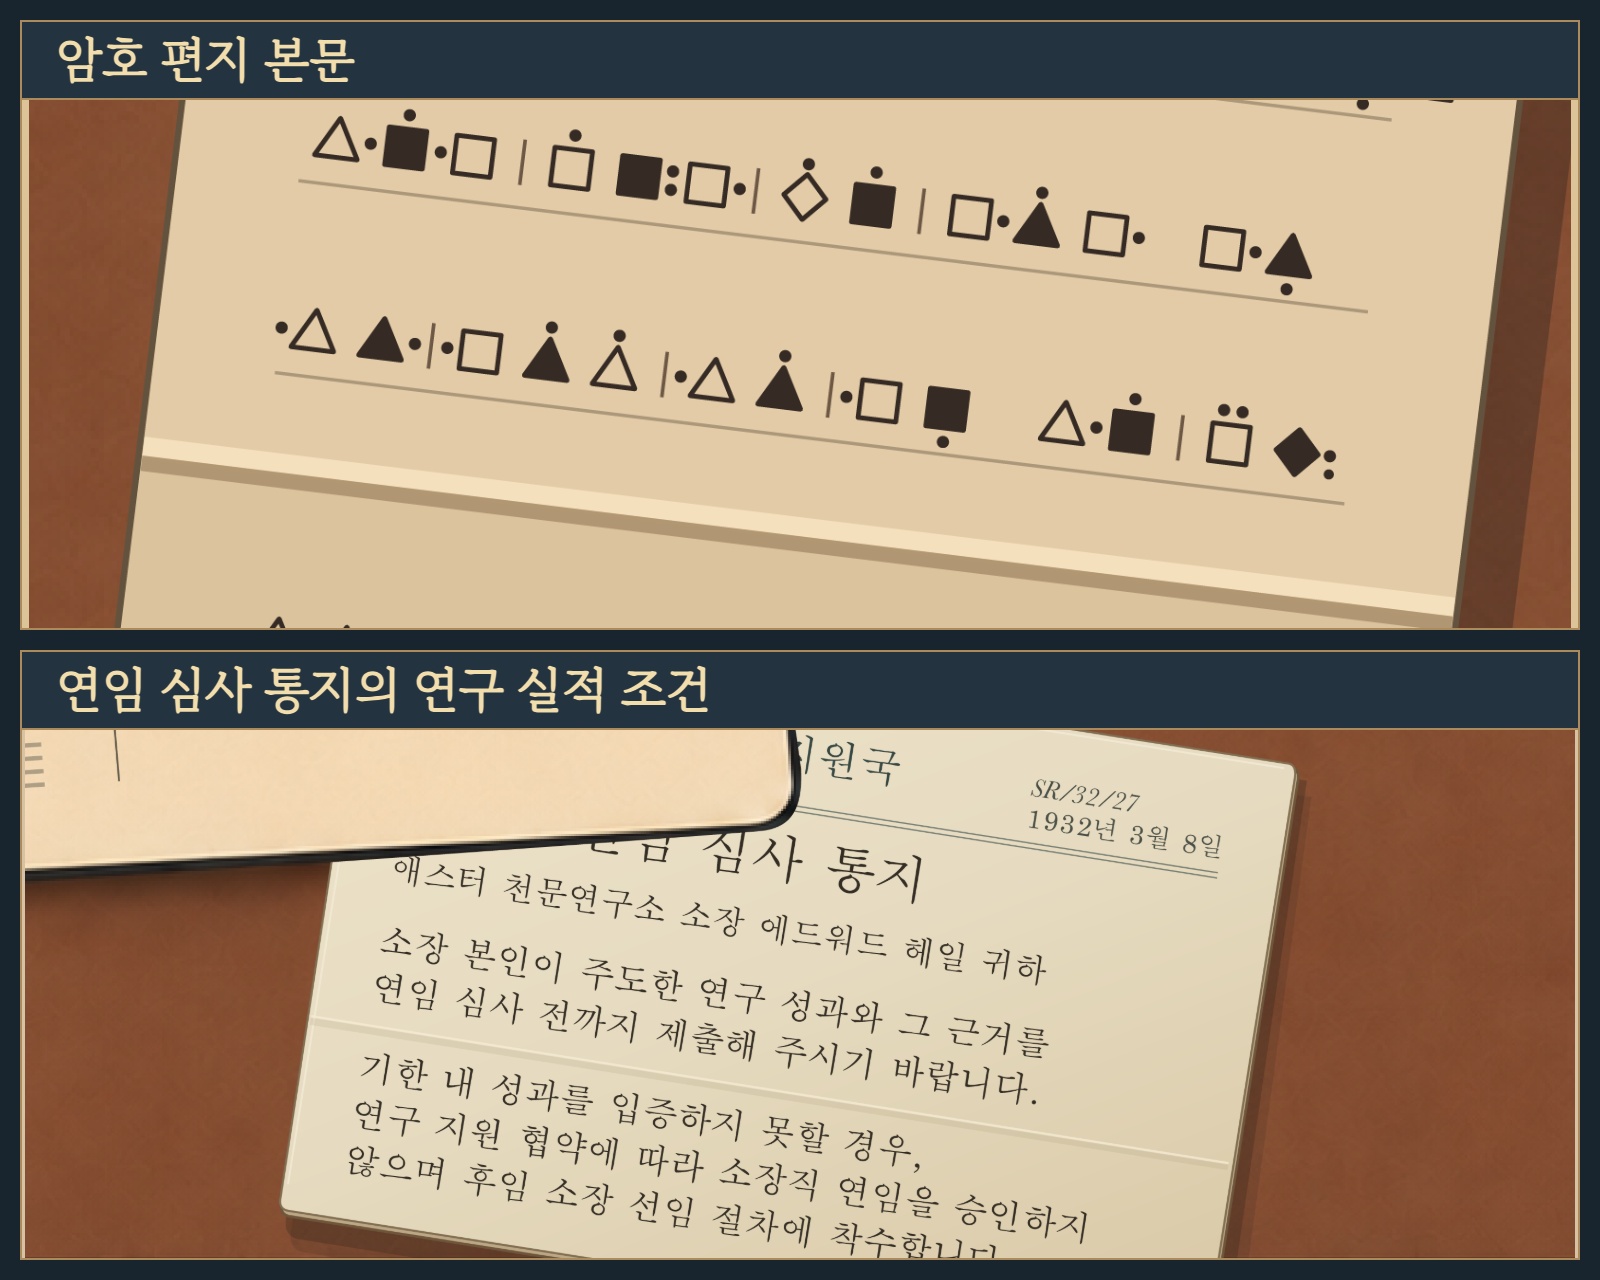 암호 편지 본문
연임 심사 통지의 연구 실적 조건
원국
SR/32/27
1932년 3월 8일
심사 통지
애스터 천문연구소 소장 에드워드 헤일 귀하
소장 본인이 주도한 연구 성과와 그 근거를
연임 심사 전까지 제출해 주시기 바랍니다.
기한 내 성과를 입증하지 못할 경우,
연구 지원 협약에 따라 소장직 연임을 승인하지
않으며 후임 소장 선임 절차에 착수합니다